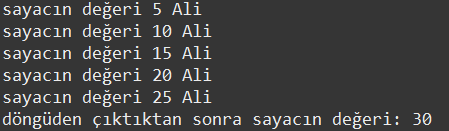 sayacın değeri 5 Ali
sayacın değeri 10 Ali
sayacın değeri 15 Ali
sayacın değeri 20 Ali
sayacın değeri 25 Ali
döngüden çıktıktan sonra sayacın değeri: 30